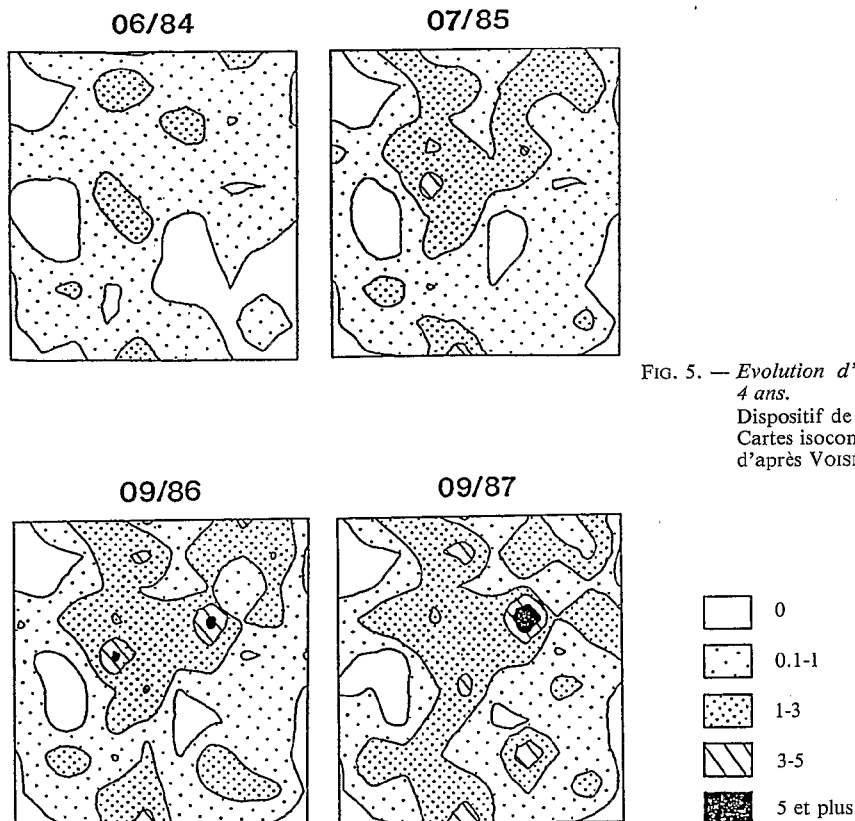 06/84
07/85
FIG. 5. — Evolution d'
4 ans.
Dispositif de
Cartes isocon
d'après VOISI
09/86
09/87
0
0.1-1
1-3
3-5
5 et plus